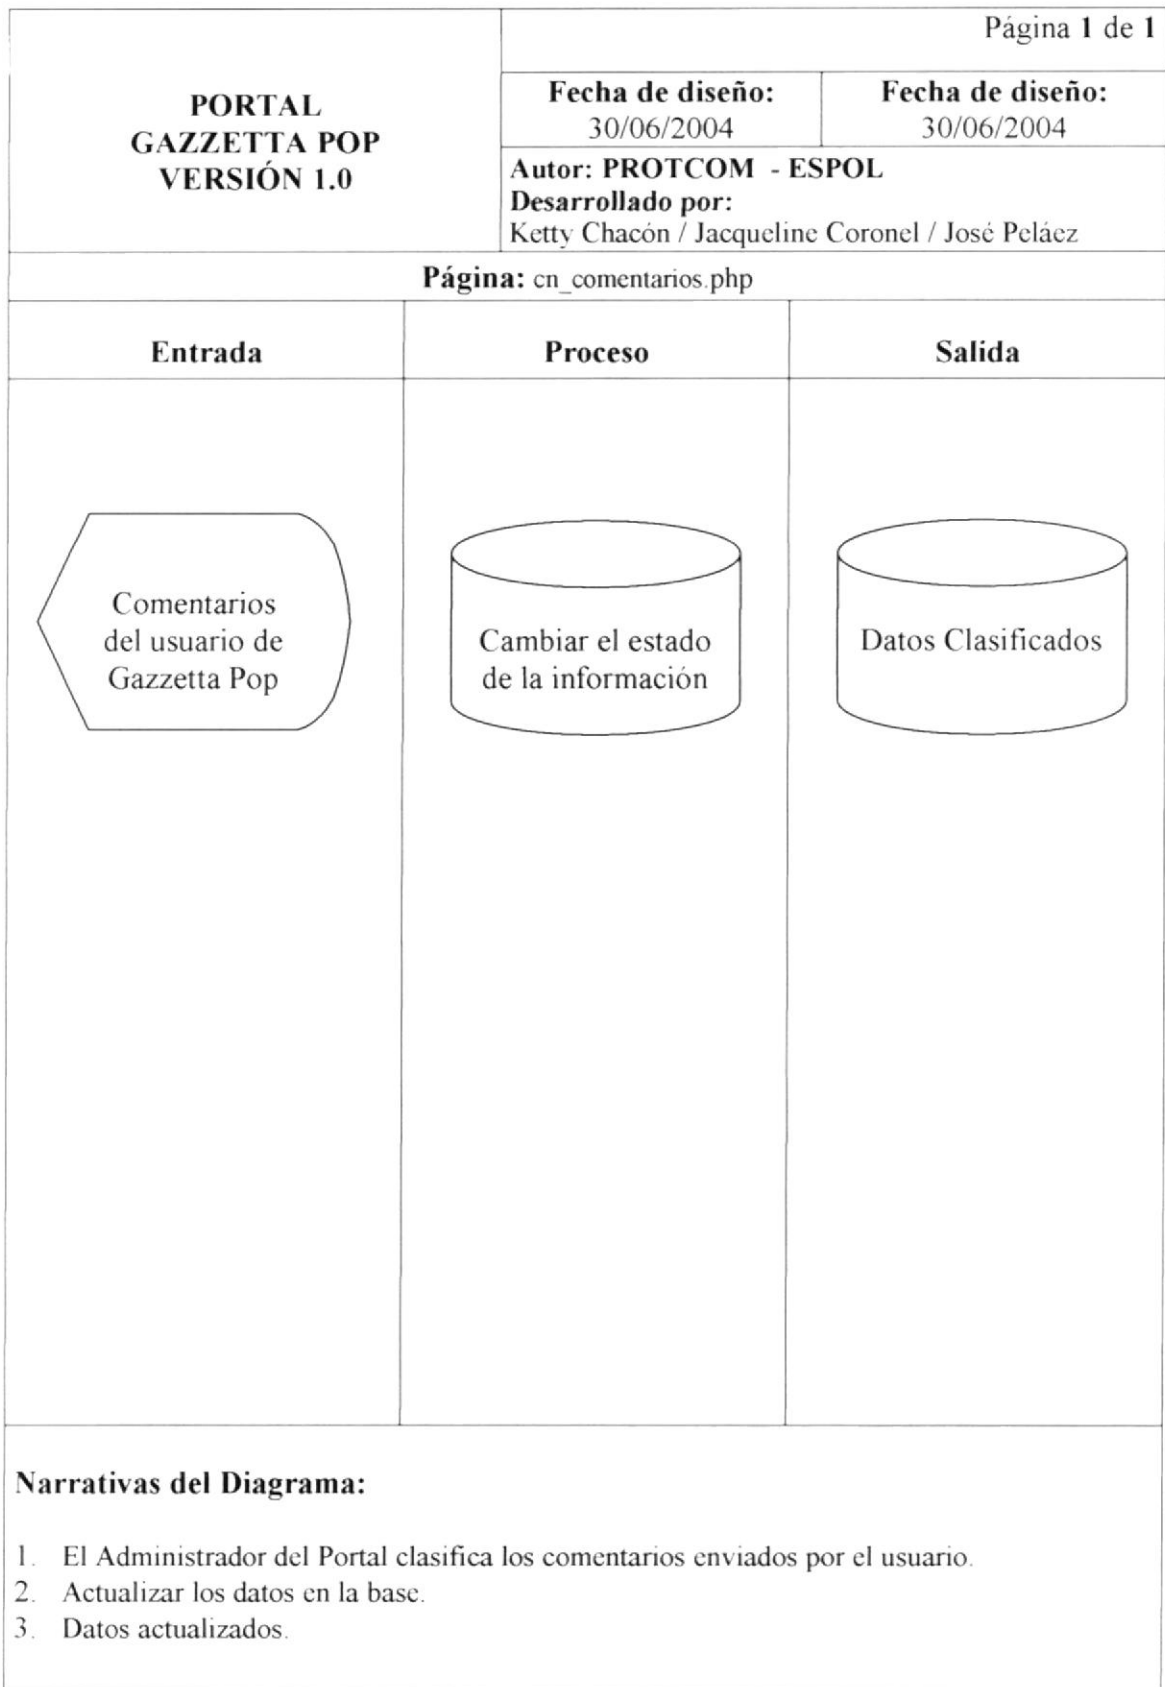 Página 1 de 1
PORTAL
GAZZETTA POP
VERSIÓN 1.0
Fecha de diseño:
30/06/2004
Fecha de diseño:
30/06/2004
Autor: PROTCOM - ESPOL
Desarrollado por:
Ketty Chacón / Jacqueline Coronel / José Peláez
Página: cn_comentarios.php
Entrada
Proceso
Salida
Comentarios
del usuario de
Gazzetta Pop
Cambiar el estado
de la información
Datos Clasificados
Narrativas del Diagrama:
1. El Administrador del Portal clasifica los comentarios enviados por el usuario.
2. Actualizar los datos en la base.
3. Datos actualizados.